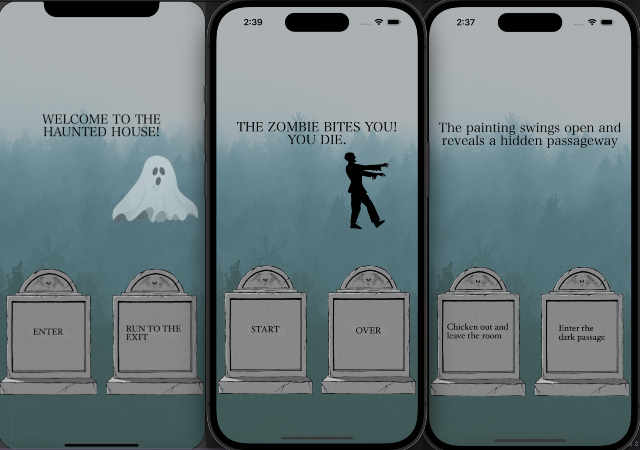 WELCOME TO THE
HAUNTED HOUSE!
ENTER
RUN TO THE
EXIT
2:39
THE ZOMBIE BITES YOU!
YOU DIE.
START
OVER
2:37
The painting swings open and
reveals a hidden passageway
Chicken out and
leave the room
Enter the
dark passage